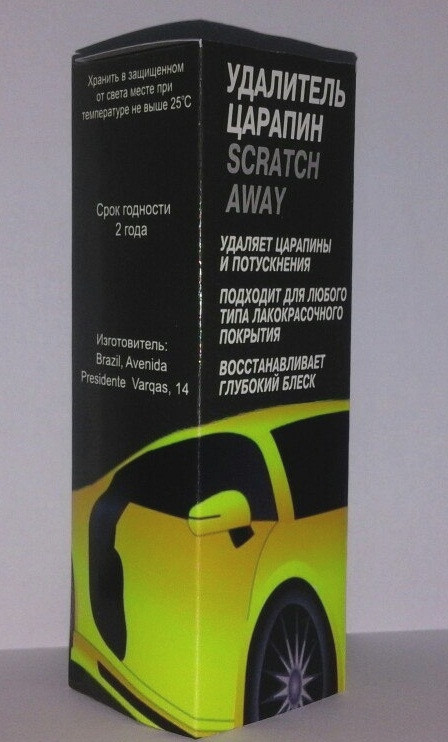 Хранить в защищенном
от света месте при
температуре не выше 25°С
Срок годности
2 года
Изготовитель:
Brazil, Avenida
Presidente Varqas, 14
УДАЛИТЕЛЬ
ЦАРАПИН
SCRATCH
AWAY
УДАЛЯЕТ ЦАРАПИНЫ
И ПОТУСКНЕНИЯ
ПОДХОДИТ ДЛЯ ЛЮБОГО
ТИПА ЛАКОКРАСОЧНОГО
ПОКРЫТИЯ
ВОССТАНАВЛИВАЕТ
ГЛУБОКИЙ БЛЕСК